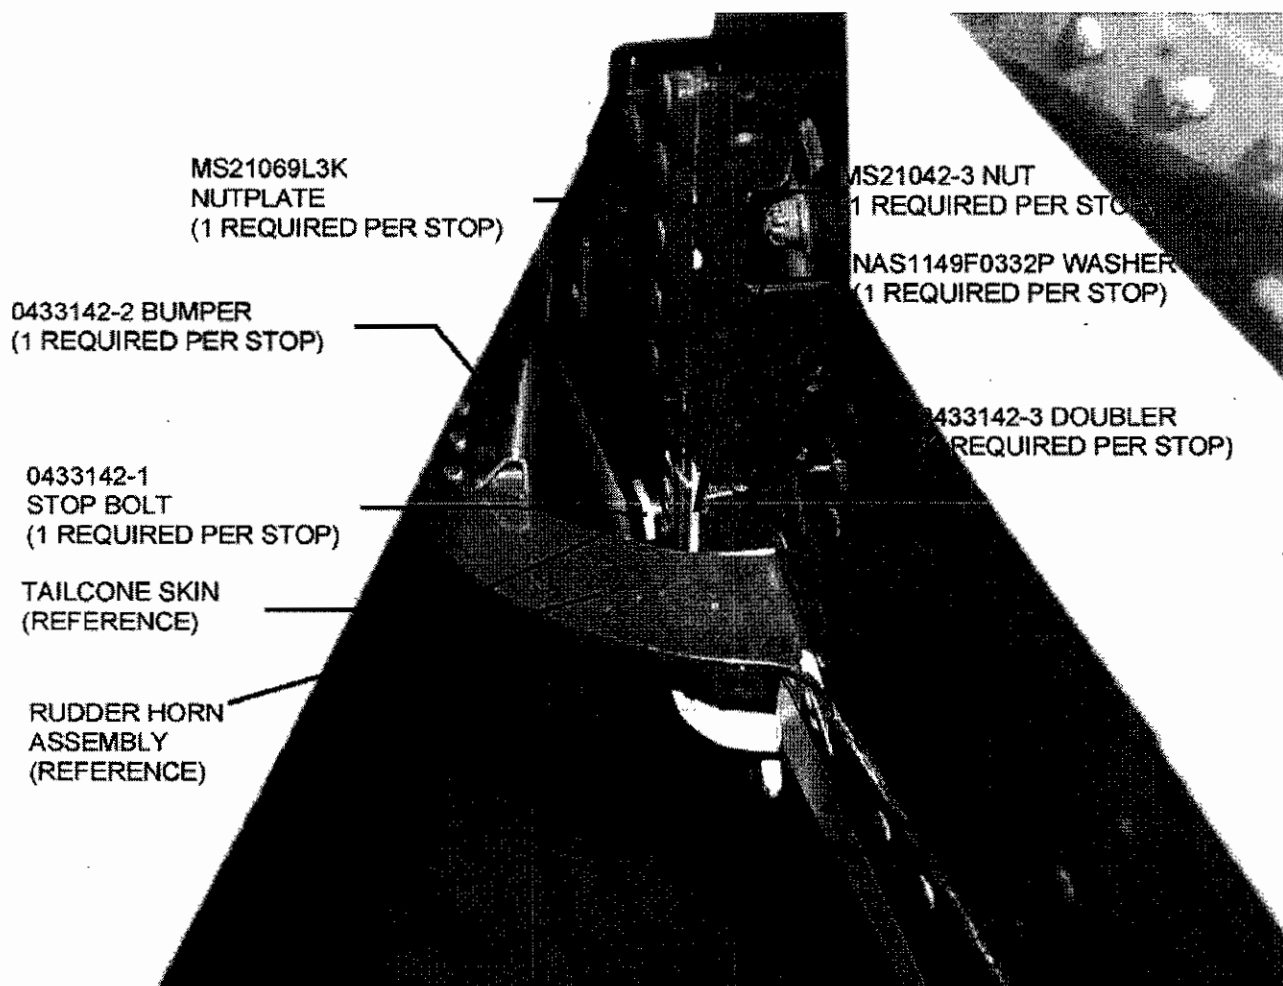 MS21069L3K
NUTPLATE
(1 REQUIRED PER STOP)
0433142-2 BUMPER
(1 REQUIRED PER STOP)
0433142-1
STOP BOLT
(1 REQUIRED PER STOP)
TAILCONE SKIN
(REFERENCE)
RUDDER HORN
ASSEMBLY
(REFERENCE)
MS21042-3 NUT
1 REQUIRED PER STO
NAS1149F0332P WASHER
(1 REQUIRED PER STOP)
433142-3 DOUBLER
REQUIRED PER STOP)